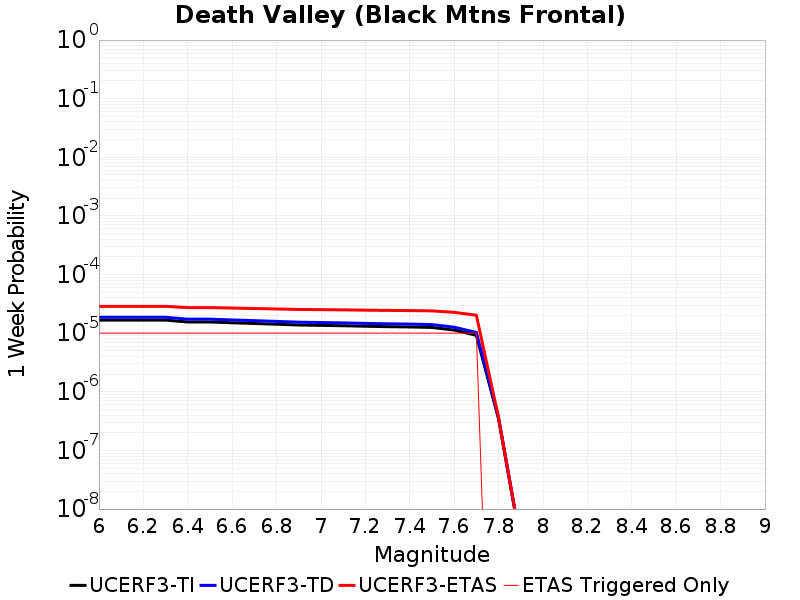 Death Valley (Black Mtns Frontal)
1 Week Probability
10^0
10^-1
10^-2
10^-3
10^-4
10^-5
10^-6
10^-7
10^-8
6 6.2 6.4 6.6 6.8 7 7.2 7.4 7.6 7.8 8 8.2 8.4 8.6 8.8 9
Magnitude
UCERF3-TI UCERF3-TD UCERF3-ETAS ETAS Triggered Only